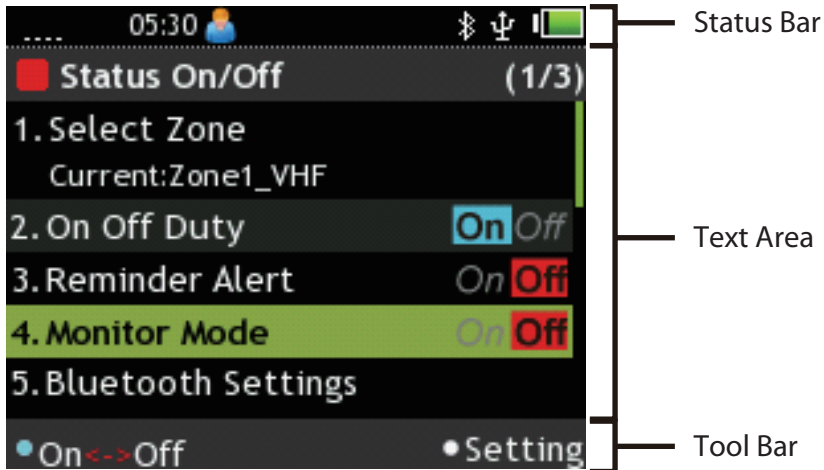 05:30
Status Bar
Status On/Off (1/3)
1. Select Zone
Current:Zone1_VHF
2. On Off Duty On Off
Text Area
3. Reminder Alert On Off
4. Monitor Mode On Off
5. Bluetooth Settings
On<->Off Setting
Tool Bar